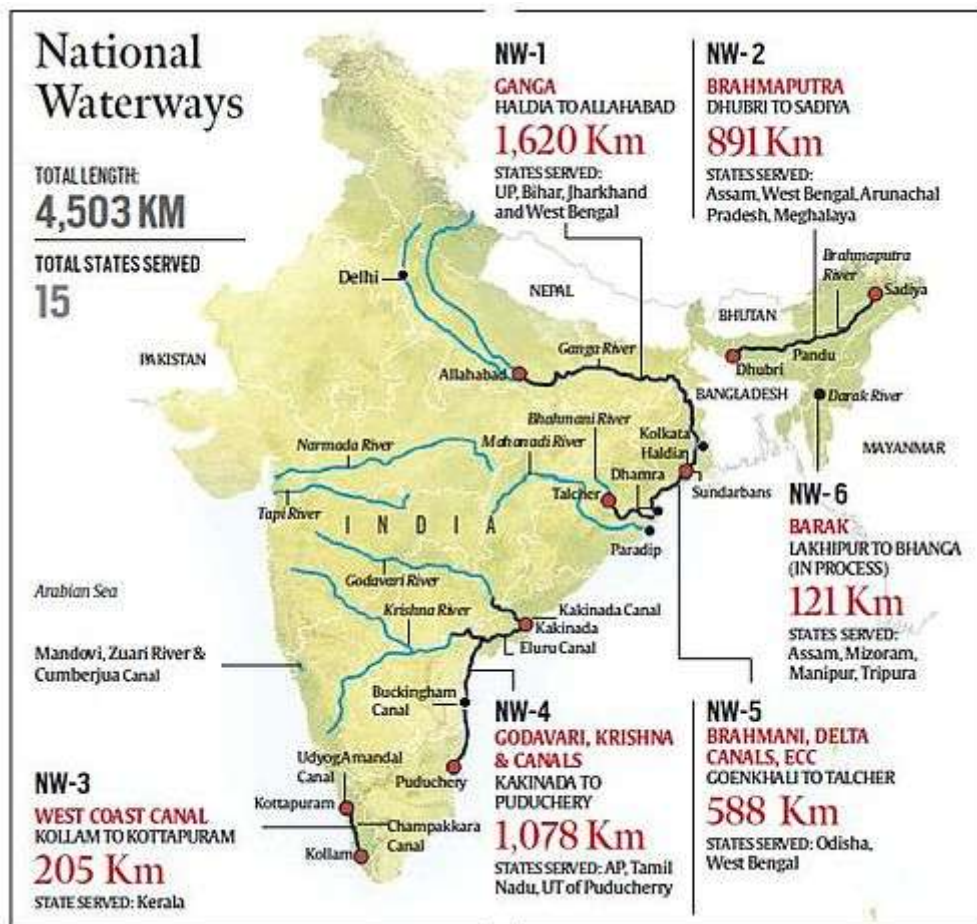 National
Waterways
TOTAL LENGTH:
4,503 KM
TOTAL STATES SERVED
15
NW-1
GANGA
HALDIA TO ALLAHABAD
1,620 Km
STATES SERVED:
UP, Bihar, Jharkhand
and West Bengal
NW-2
BRAHMAPUTRA
DHUBRI TO SADIYA
891 Km
STATES SERVED:
Assam, West Bengal, Arunachal
Pradesh, Meghalaya
Brahmaputra
River
Sadiya
Delhi
NEPAL
BHUTAN
PAKISTAN
Ganga River
Pandu
Dhubri
Allahabad
BANGLADESH
Darak River
Bhahmani River
Narmada River
Mahanadi River
Kolkata
Haldia
MAYANMAR
Dhamra
Sundarbans
Talcher
Tapi River
INDIA
Paradip
NW-6
BARAK
LAKHIPUR TO BHANGA
(IN PROCESS)
121 Km
STATES SERVED:
Assam, Mizoram,
Manipur, Tripura
Godavari River
Arabian Sea
Krishna River
Kakinada Canal
Kakinada
Eluru Canal
Mandovi, Zuari River &
Cumberjua Canal
Buckingham
Canal
NW-4
GODAVARI, KRISHNA
& CANALS
KAKINADA TO
PUDUCHERY
1,078 Km
STATES SERVED: AP, Tamil
Nadu, UT of Puducherry
NW-5
BRAHMANI, DELTA
CANALS, ECC
GOENKHALI TO TALCHER
588 Km
STATES SERVED: Odisha,
West Bengal
UdyogAmandal
Canal
Puduchery
Kottapuram
Champakkara
Canal
Kollam
NW-3
WEST COAST CANAL
KOLLAM TO KOTTAPURAM
205 Km
STATE SERVED: Kerala